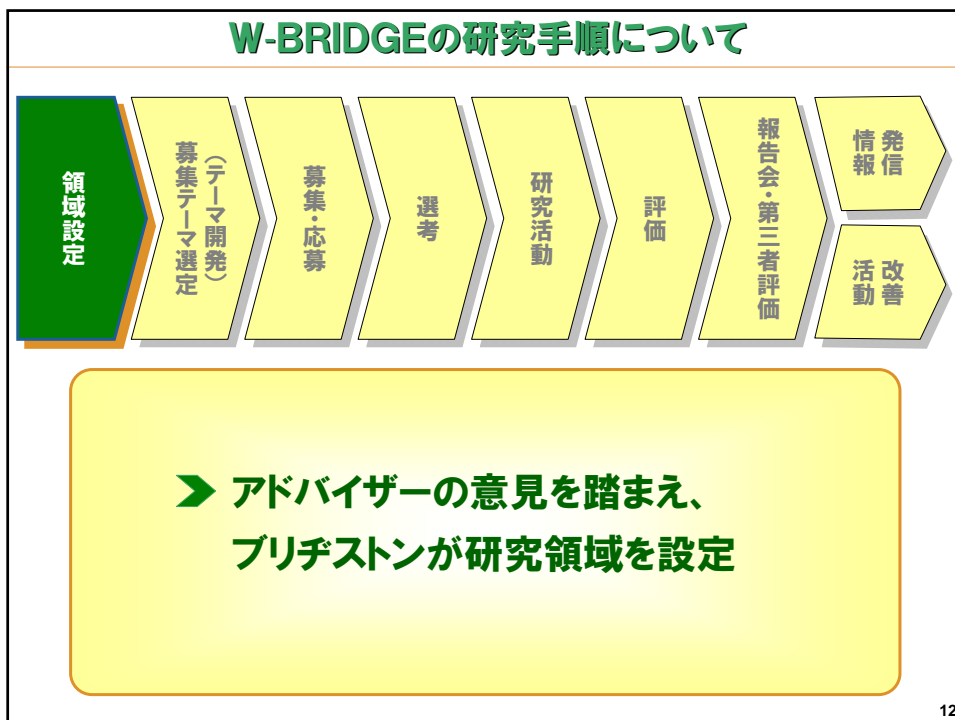 W-BRIDGEの研究手順について
領域設定
募集テーマ選定
（テーマ開発）
募集・応募
選考
研究活動
評価
報告会・第三者評価
情報
発信
活動
改善
アドバイザーの意見を踏まえ、
ブリヂストンが研究領域を設定
12